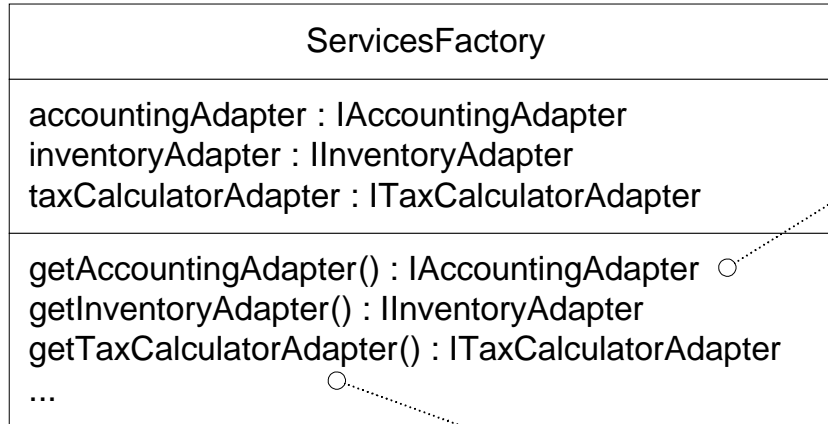 ServicesFactory
accountingAdapter : IAccountingAdapter
inventoryAdapter : IInventoryAdapter
taxCalculatorAdapter : ITaxCalculatorAdapter
getAccountingAdapter() : IAccountingAdapter
getInventoryAdapter() : IInventoryAdapter
getTaxCalculatorAdapter() : ITaxCalculatorAdapter
...